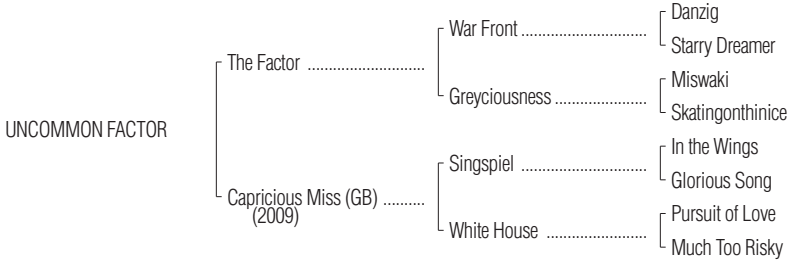 Danzig
War Front
Starry Dreamer
The Factor
Miswaki
Greyciousness
Skatingonthinice
UNCOMMON FACTOR
In the Wings
Singspiel
Glorious Song
Capricious Miss (GB)
(2009)
Pursuit of Love
White House
Much Too Risky